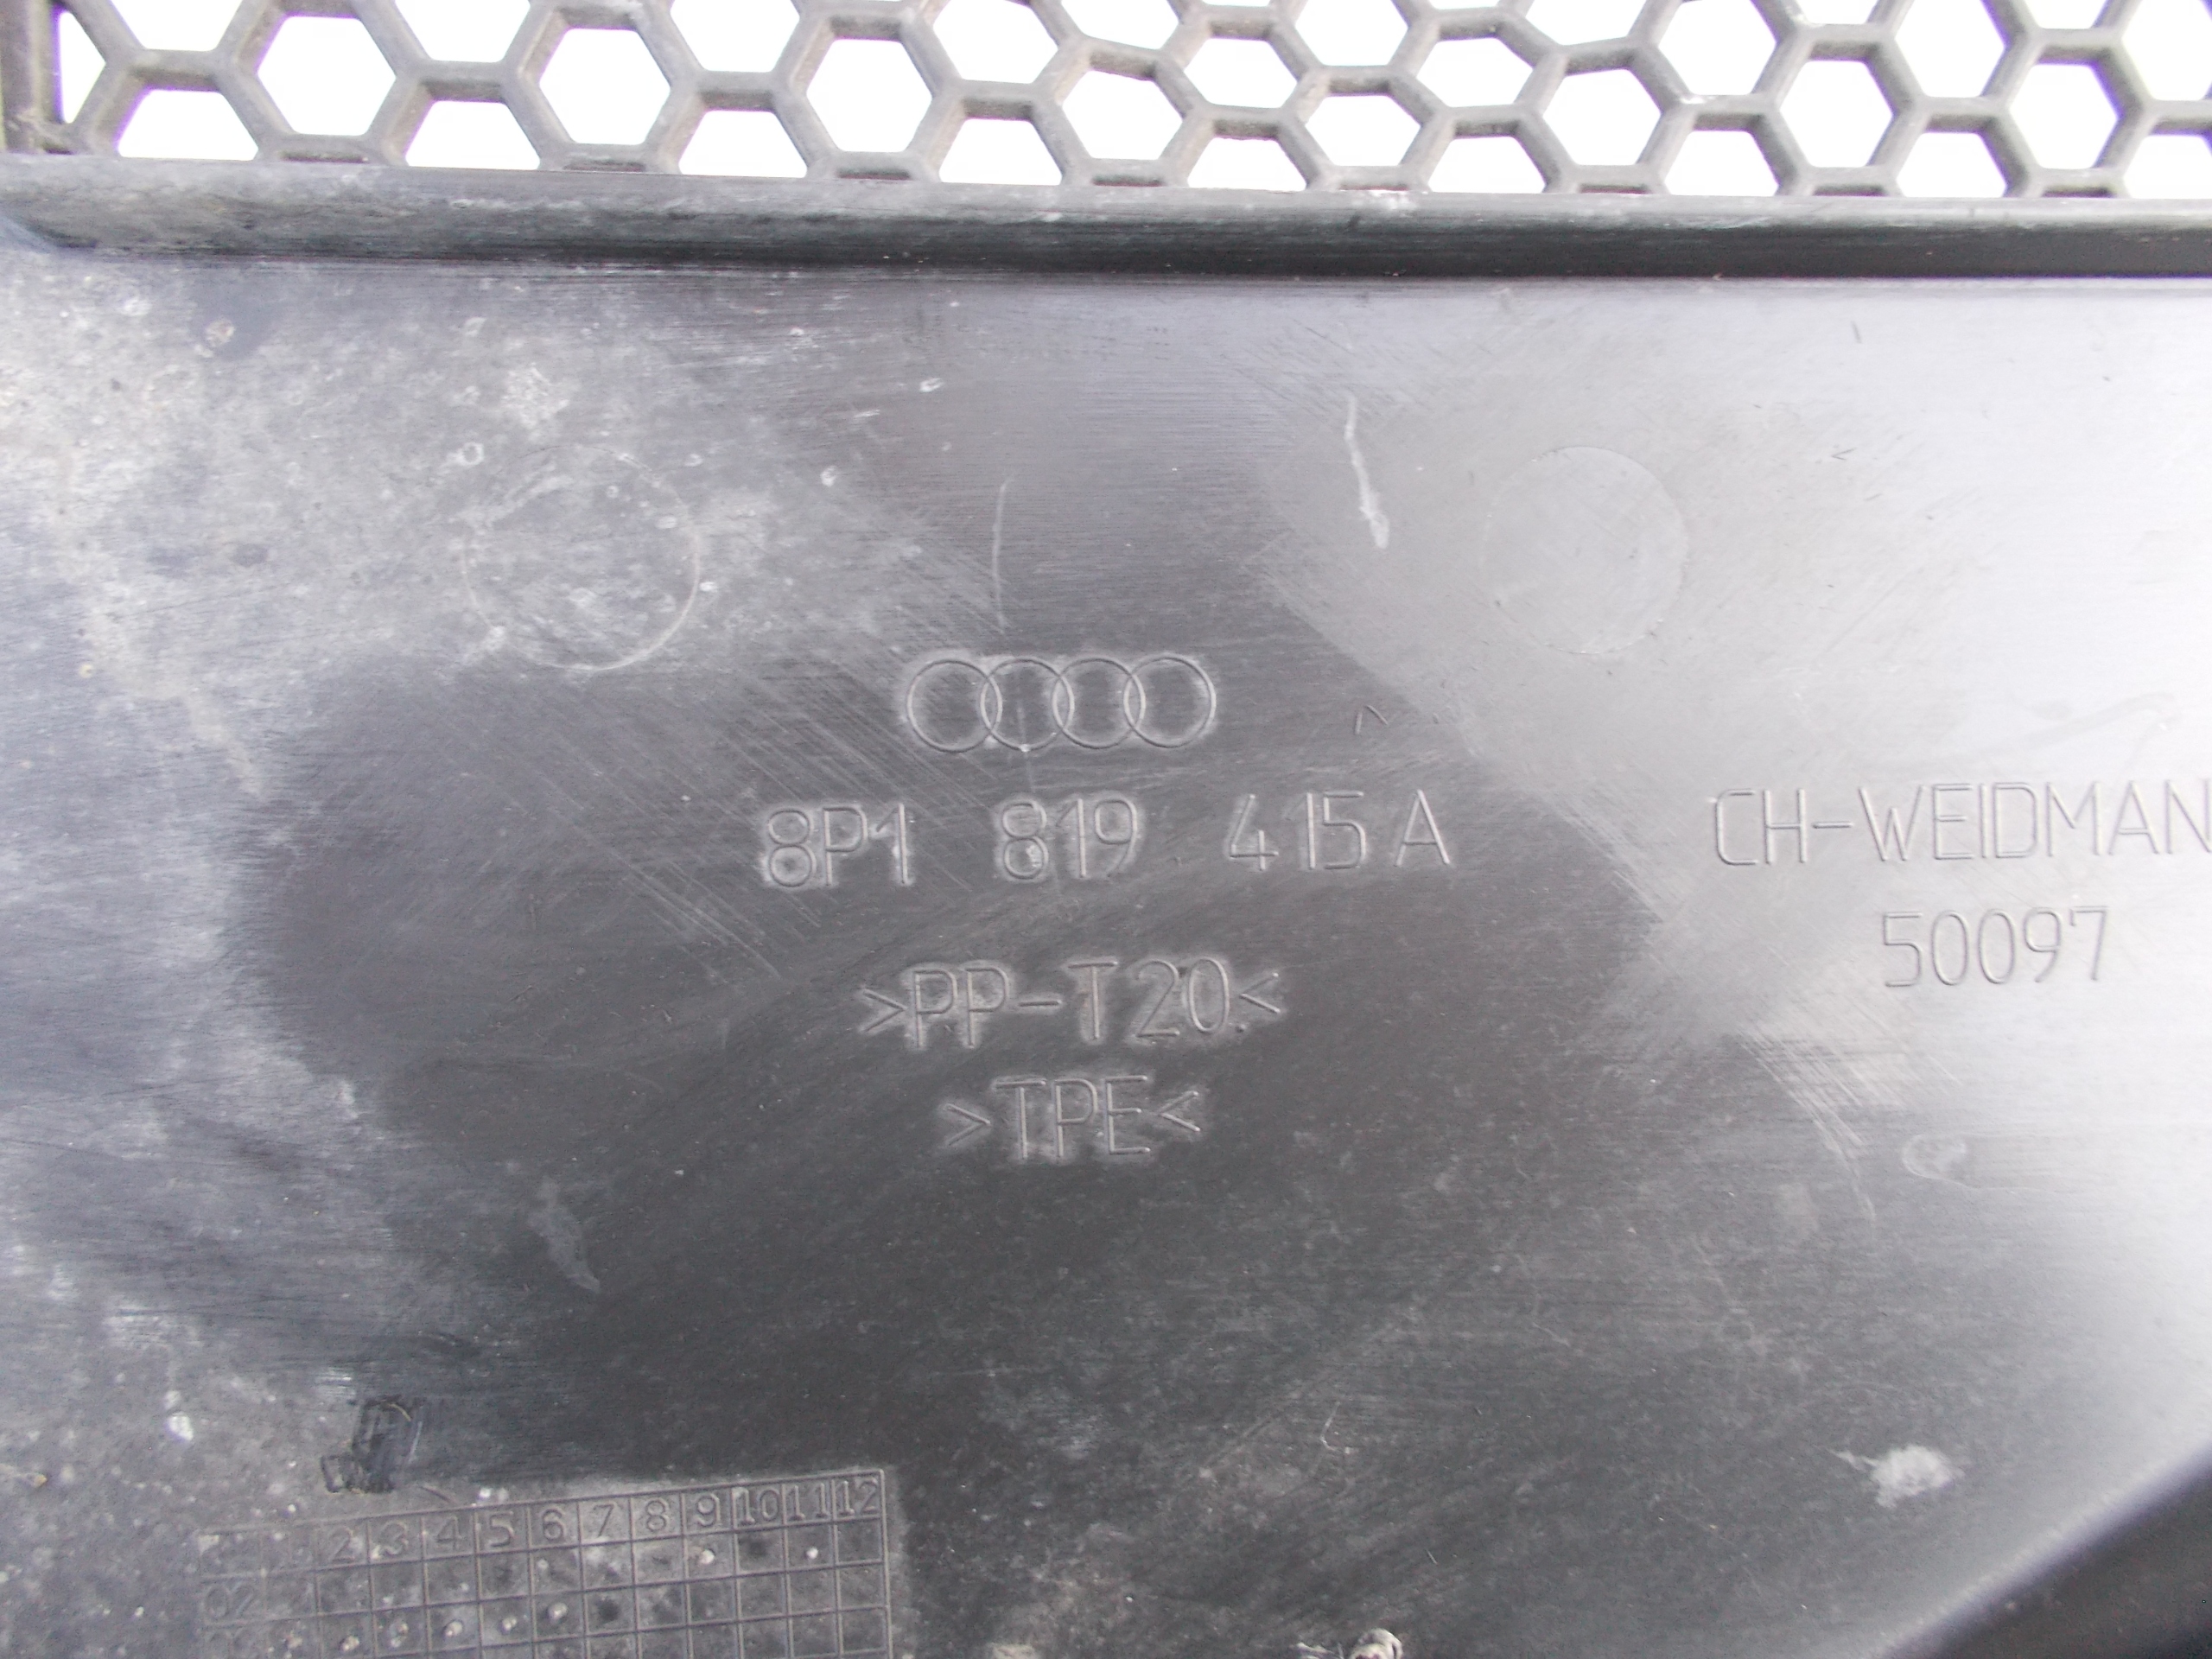 8P1 819 415 A
CH-WEIDMAN
50097
>PP-T20<
>TPE<
2 3 4 5 6 7 8 9 10 11 12
02